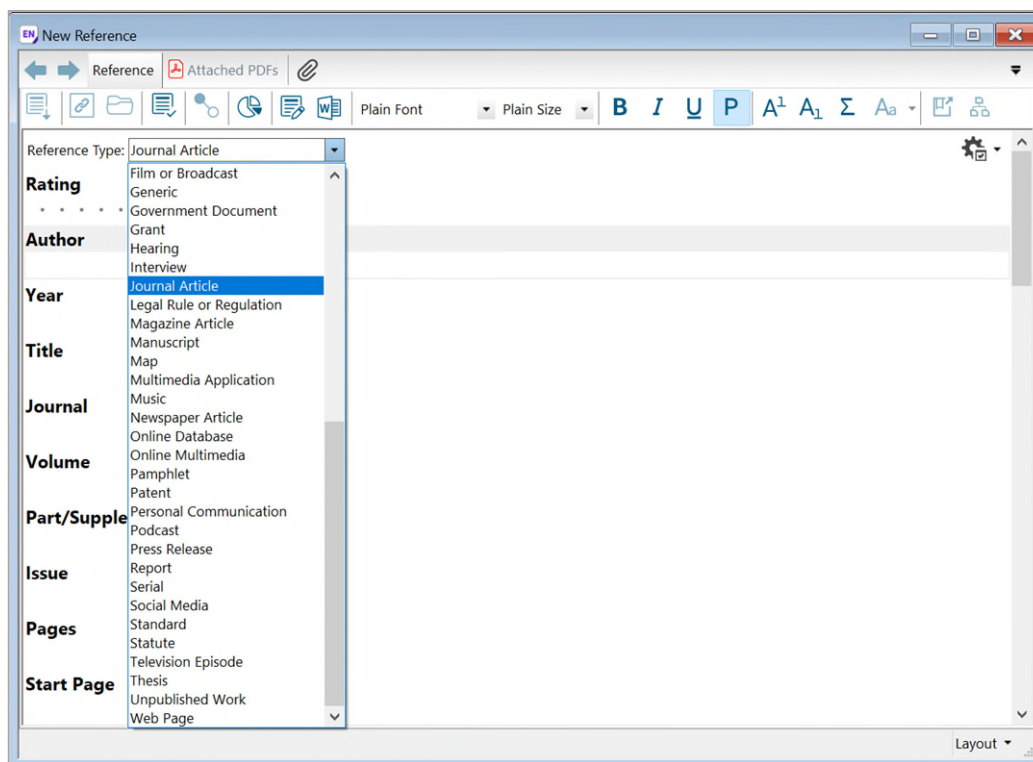 EN New Reference
Reference Attached PDFs
Plain Font Plain Size B I U P A1 A1 Σ Aa
Reference Type: Journal Article
Film or Broadcast
Rating
Generic
Government Document
Grant
Author
Hearing
Interview
Journal Article
Year
Legal Rule or Regulation
Magazine Article
Manuscript
Title
Map
Multimedia Application
Music
Journal
Newspaper Article
Online Database
Online Multimedia
Volume
Pamphlet
Patent
Personal Communication
Part/Supple
Podcast
Press Release
Report
Issue
Serial
Social Media
Standard
Pages
Statute
Television Episode
Thesis
Start Page
Unpublished Work
Web Page
Layout